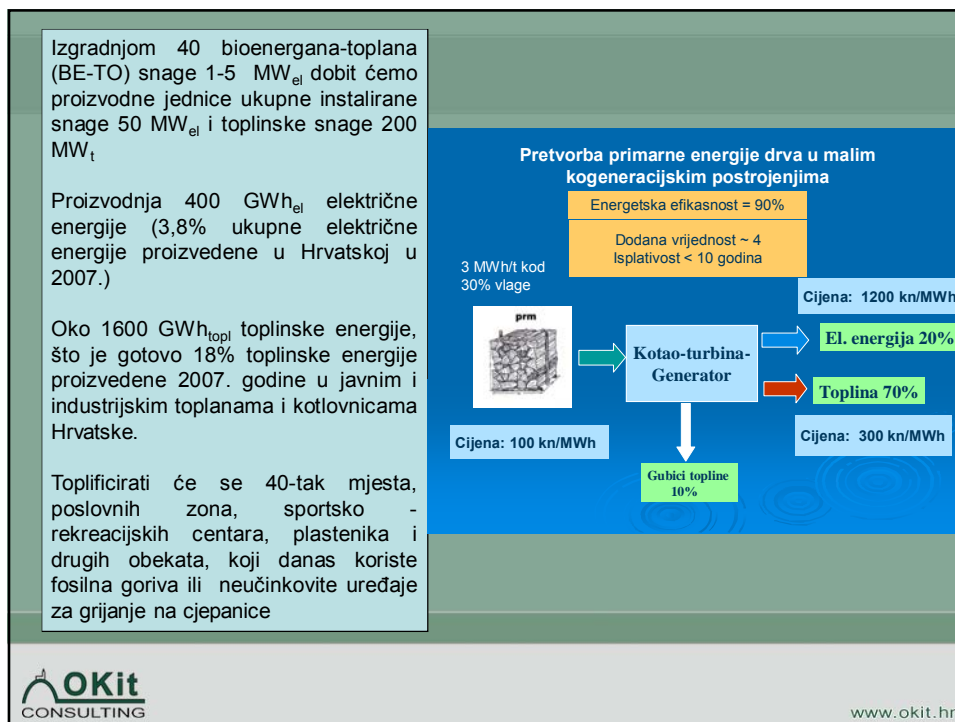 Izgradnjom 40 bioenergana-toplana
(BE-TO) snage 1-5 MWel dobit ćemo
proizvodne jednice ukupne instalirane
snage 50 MWel i toplinske snage 200
MWt
Proizvodnja 400 GWhel električne
energije (3,8% ukupne električne
energije proizvedene u Hrvatskoj u
2007.)
Oko 1600 GWhtopl toplinske energije,
što je gotovo 18% toplinske energije
proizvedene 2007. godine u javnim i
industrijskim toplanama i kotlovnicama
Hrvatske.
Toplificirati će se 40-tak mjesta,
poslovnih zona, sportsko -
rekreacijskih centara, plastenika i
drugih obekata, koji danas koriste
fosilna goriva ili neučinkovite uređaje
za grijanje na cjepanice
Pretvorba primarne energije drva u malim
kogeneracijskim postrojenjima
Energetska efikasnost = 90%
Dodana vrijednost ~ 4
Isplativost < 10 godina
3 MWh/t kod
30% vlage
prm
Cijena: 100 kn/MWh
Kotao-turbina-
Generator
Gubici topline
10%
Cijena: 1200 kn/MWh
El. energija 20%
Toplina 70%
Cijena: 300 kn/MWh
OKit
CONSULTING
www.okit.hr